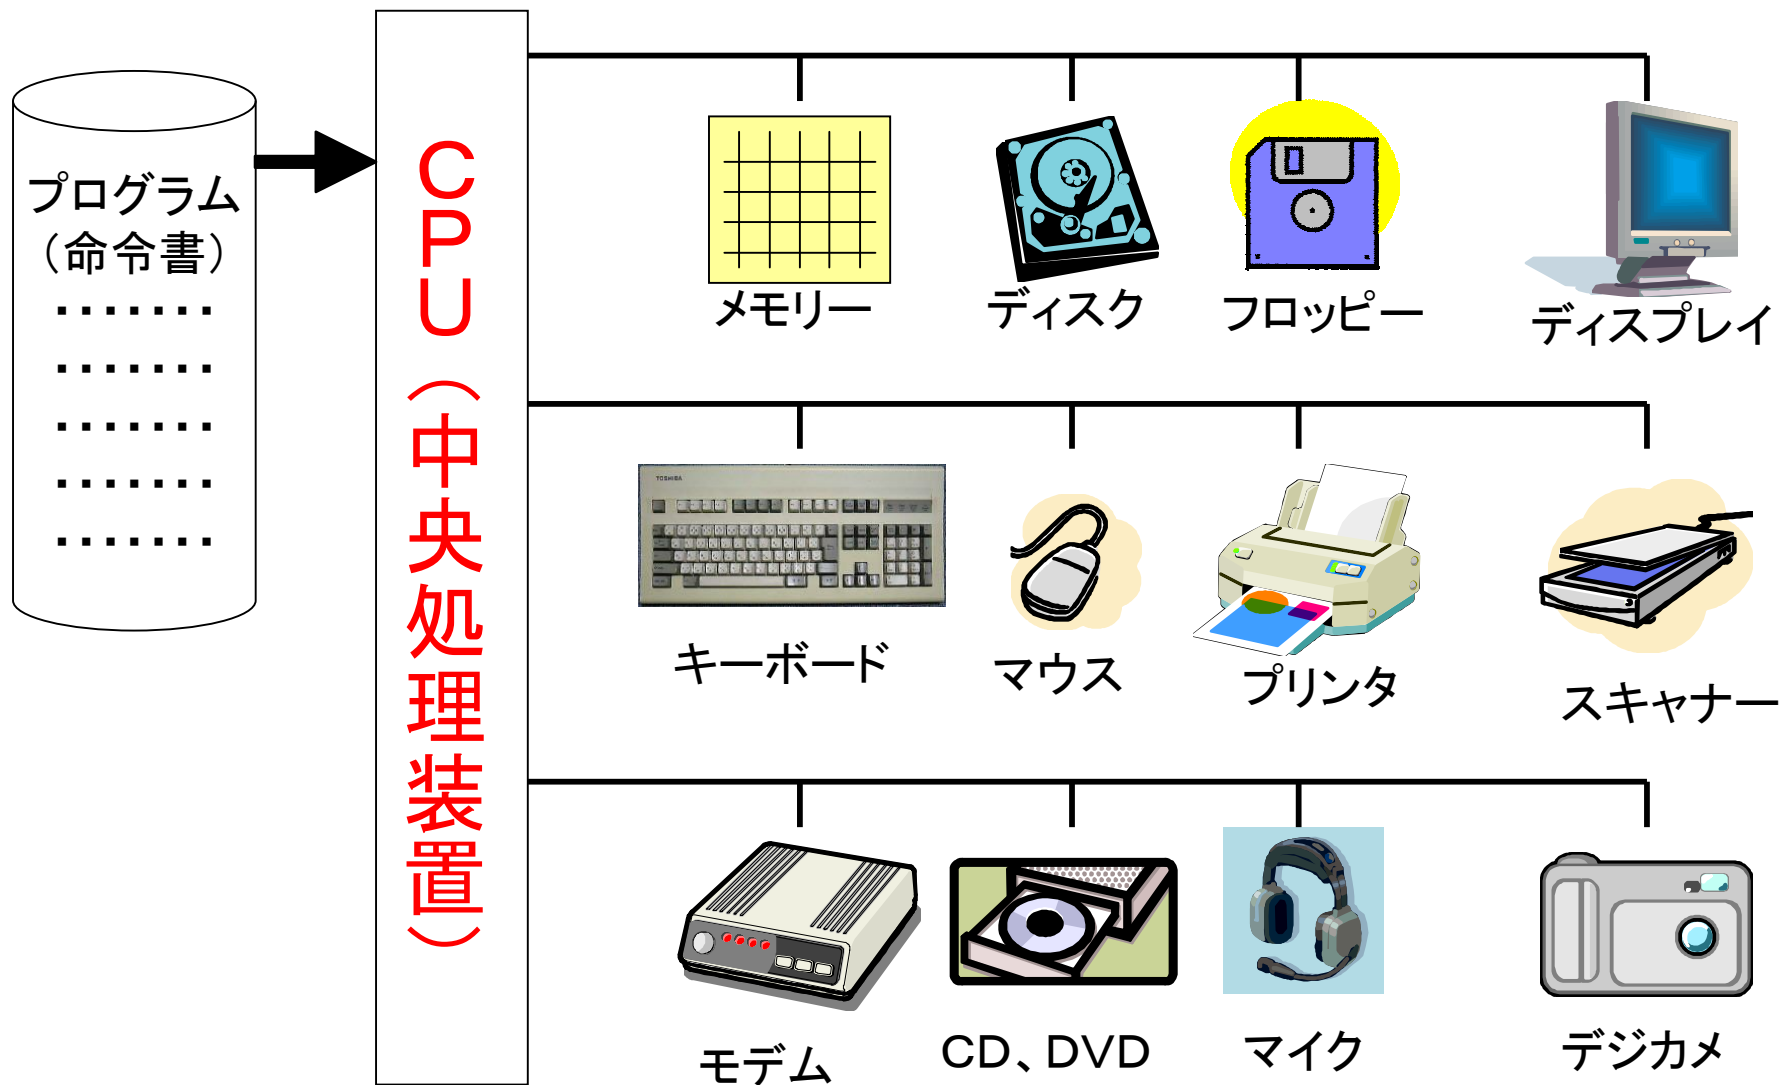 プログラム
(命令書)
・・・・・・・
・・・・・・・
・・・・・・・
・・・・・・・
・・・・・・・
CPU(中央処理装置)
メモリー
ディスク
フロッピー
ディスプレイ
TOSHIBA
キーボード
マウス
プリンタ
スキャナー
モデム
CD、DVD
マイク
デジカメ